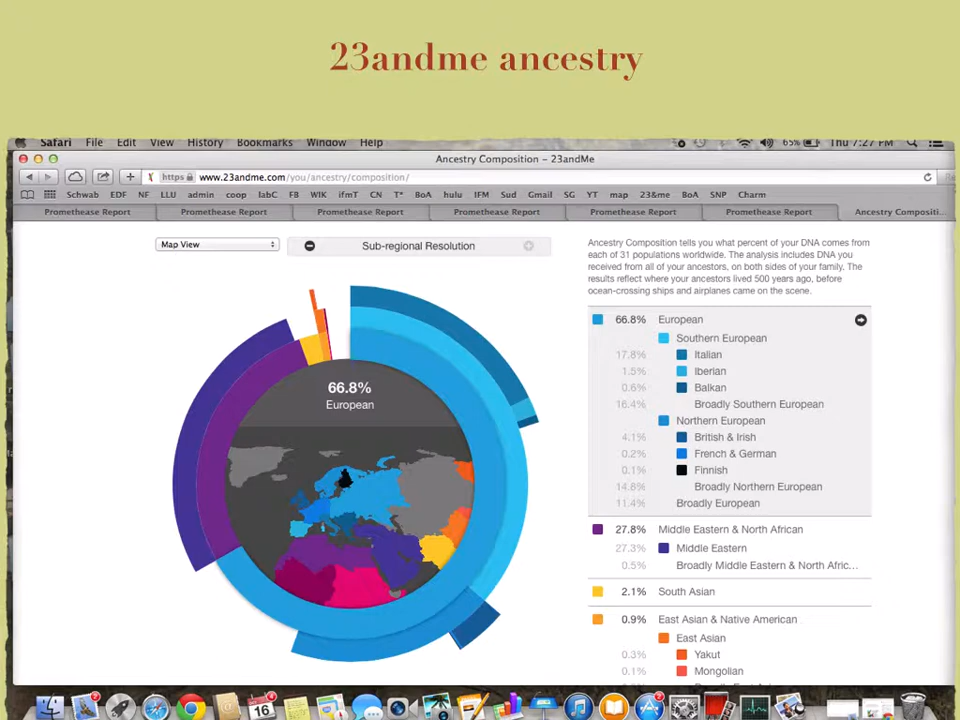 23andme ancestry
Safari File Edit View History Bookmarks Window Help 65% Thu 7:27 PM
Ancestry Composition – 23andMe
https www.23andme.com/you/ancestry/composition/
Schwab EDF NF LLU admin coop labC FB WIK ifmT CN T+ BoA hulu IFM Sud Gmail SG YT map 23&me BoA SNP Charm
Promethease Report Promethease Report Promethease Report Promethease Report Promethease Report Promethease Report Ancestry Compositi...
Map View
Sub-regional Resolution
66.8%
European
Ancestry Composition tells you what percent of your DNA comes from
each of 31 populations worldwide. The analysis includes DNA you
received from all of your ancestors, on both sides of your family. The
results reflect where your ancestors lived 500 years ago, before
ocean-crossing ships and airplanes came on the scene.
66.8% European
Southern European
17.8% Italian
1.5% Iberian
0.6% Balkan
16.4% Broadly Southern European
Northern European
4.1% British & Irish
0.2% French & German
0.1% Finnish
14.8% Broadly Northern European
11.4% Broadly European
27.8% Middle Eastern & North African
27.3% Middle Eastern
0.5% Broadly Middle Eastern & North Afric...
2.1% South Asian
0.9% East Asian & Native American
East Asian
0.3% Yakut
0.1% Mongolian